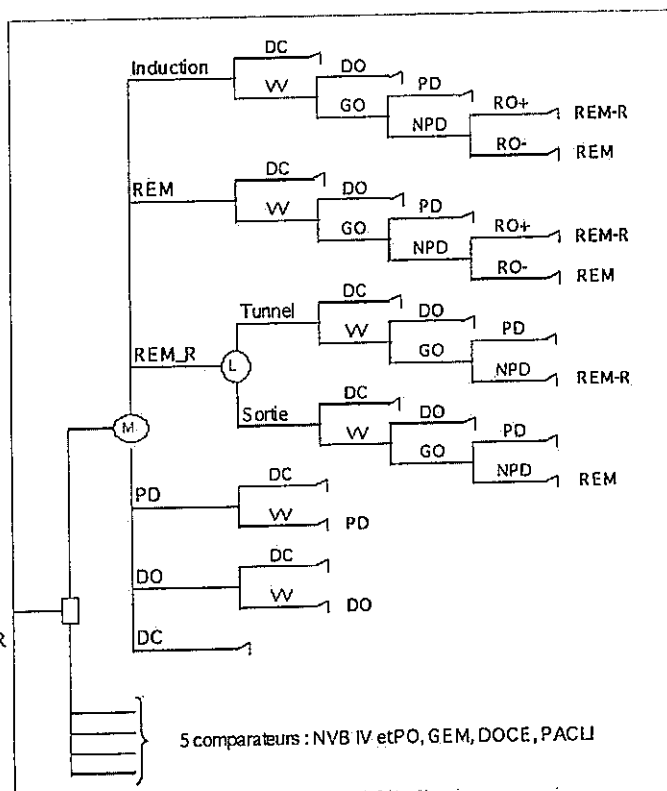 DC
Induction
DO
VV
PD
GO
RO+
REM-R
NPD
RO-
REM
DC
REM
DO
VV
PD
GO
RO+
REM-R
NPD
RO-
REM
DC
Tunnel
DO
VV
PD
REM_R
GO
L
NPD
REM-R
DC
Sortie
DO
VV
M
PD
GO
NPD
REM
DC
PD
VV
PD
DC
DO
VV
DO
R
DC
5 comparateurs : NVB IV etPO, GEM, DOCE, PACLI